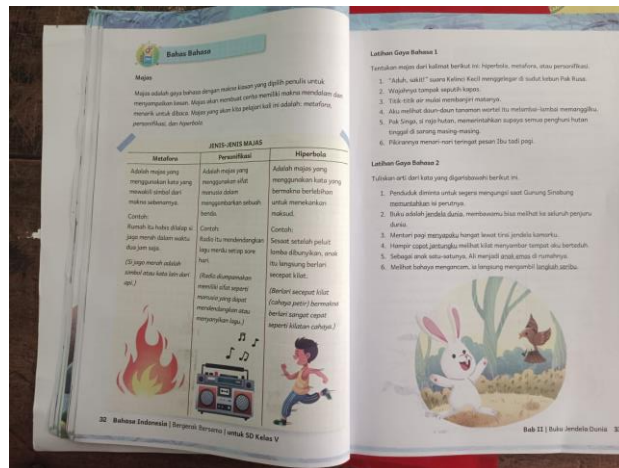 Bahas Bahasa
Majas
Majas adalah gaya bahasa dengan makna kiasan yang dipilih penulis untuk
menyampaikan kesan. Majas akan membuat cerita memiliki makna mendalam dan
menarik untuk dibaca. Majas yang akan kita pelajari kali ini adalah: metafora,
personifikasi, dan hiperbola.
JENIS-JENIS MAJAS
Metafora
Adalah majas yang
menggunakan kata yang
mewakili simbol dari
makna sebenarnya.
Contoh:
Rumah itu habis dilalap si
jago merah dalam waktu
dua jam saja.
(Si jago merah adalah
simbol atau kata lain dari
api.)
Personifikasi
Adalah majas yang
menggunakan sifat
manusia dalam
menggambarkan sebuah
benda.
Contoh:
Radio itu mendendangkan
lagu merdu setiap sore
hari.
(Radio diumpamakan
memiliki sifat seperti
manusia yang dapat
mendendangkan atau
menyanyikan lagu.)
Hiperbola
Adalah majas yang
menggunakan kata yang
bermakna berlebihan
untuk menekankan
maksud.
Contoh:
Sesaat setelah peluit
lomba dibunyikan, anak
itu langsung berlari
secepat kilat.
(Berlari secepat kilat
(cahaya petir) bermakna
berlari sangat cepat
seperti kilatan cahaya.)
32 Bahasa Indonesia | Bergerak Bersama | untuk SD Kelas V
Latihan Gaya Bahasa 1
Tentukan majas dari kalimat berikut ini: hiperbola, metafora, atau personifikasi.
1. "Aduh, sakit!" suara Kelinci Kecil menggelegar di sudut kebun Pak Rusa.
2. Wajahnya tampak seputih kapas.
3. Titik-titik air mulai membanjiri matanya.
4. Aku melihat daun-daun tanaman wortel itu melambai-lambai memanggilku.
5. Pak Singa, si raja hutan, memerintahkan supaya semua penghuni hutan
tinggal di sarang masing-masing.
6. Pikirannya menari-nari teringat pesan Ibu tadi pagi.
Latihan Gaya Bahasa 2
Tuliskan arti dari kata yang digarisbawahi berikut ini.
1. Penduduk diminta untuk segera mengungsi saat Gunung Sinabung
memuntahkan isi perutnya.
2. Buku adalah jendela dunia, membawamu bisa melihat ke seluruh penjuru
dunia.
3. Mentari pagi menyapaku hangat lewat tirai jendela kamarku.
4. Hampir copot jantungku melihat kilat menyambar tempat aku berteduh.
5. Sebagai anak satu-satunya, Ali menjadi anak emas di rumahnya.
6. Melihat bahaya mengancam, ia langsung mengambil langkah seribu.
Bab II | Buku Jendela Dunia